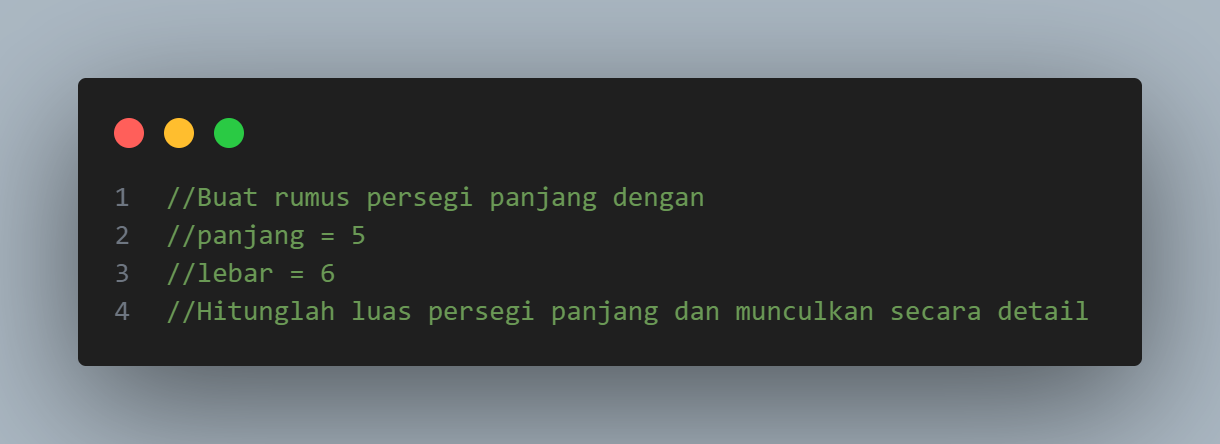 1 //Buat rumus persegi panjang dengan
2 //panjang = 5
3 //lebar = 6
4 //Hitunglah luas persegi panjang dan munculkan secara detail